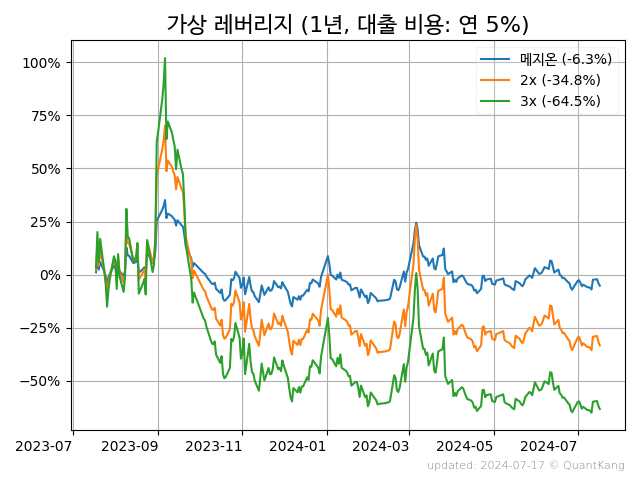 가상 레버리지 (1년, 대출 비용: 연 5%)
메지온 (-6.3%)
2x (-34.8%)
3x (-64.5%)
100%
75%
50%
25%
0%
−25%
−50%
2023-07 2023-09 2023-11 2024-01 2024-03 2024-05 2024-07
updated: 2024-07-17 © QuantKang